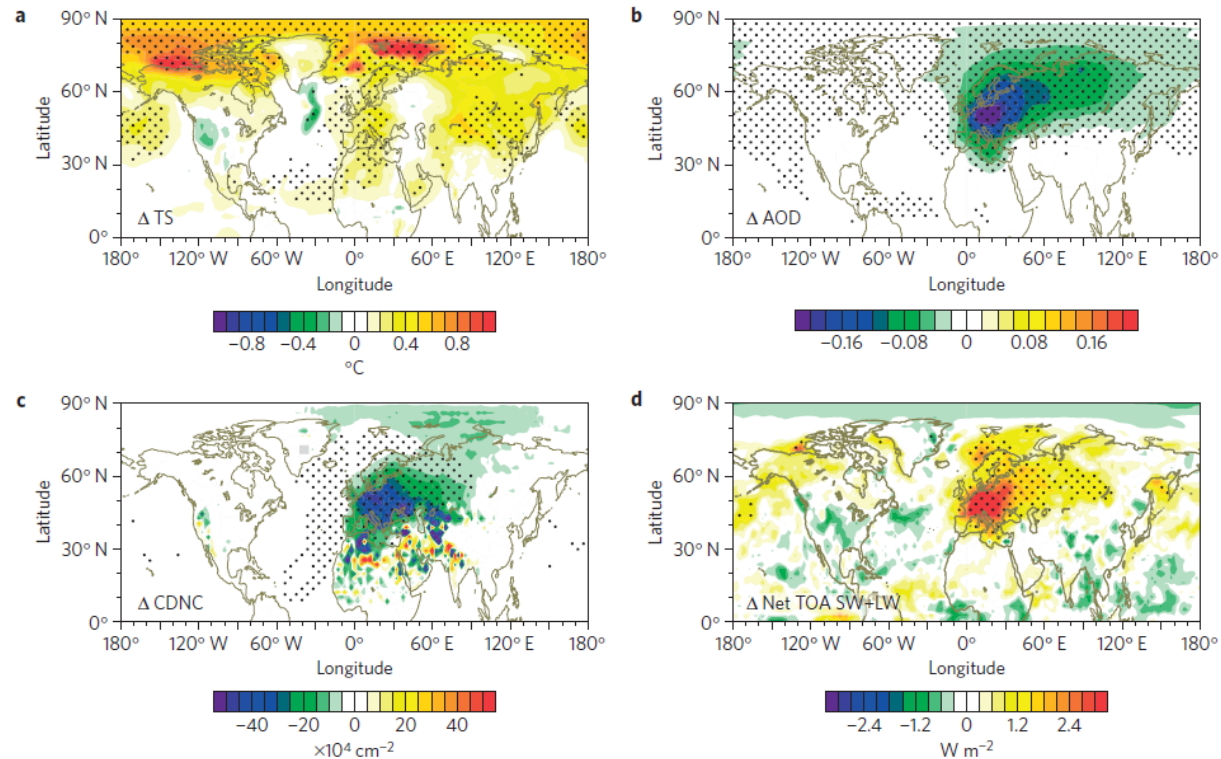 a
90° N
60° N
30° N
0°
Latitude
Δ TS
180° 120° W 60° W 0° 60° E 120° E 180°
Longitude
−0.8 −0.4 0 0.4 0.8
°C
b
90° N
60° N
30° N
0°
Latitude
Δ AOD
180° 120° W 60° W 0° 60° E 120° E 180°
Longitude
−0.16 −0.08 0 0.08 0.16
c
90° N
60° N
30° N
0°
Latitude
Δ CDNC
180° 120° W 60° W 0° 60° E 120° E 180°
Longitude
−40 −20 0 20 40
×10⁴ cm⁻²
d
90° N
60° N
30° N
0°
Latitude
Δ Net TOA SW+LW
180° 120° W 60° W 0° 60° E 120° E 180°
Longitude
−2.4 −1.2 0 1.2 2.4
W m⁻²